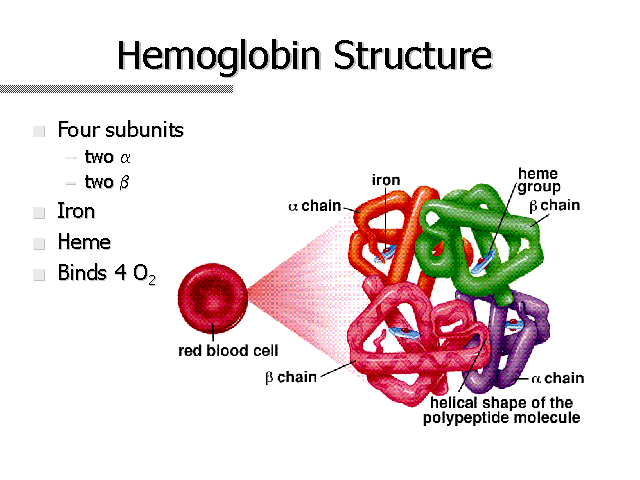 Hemoglobin Structure
Four subunits
– two α
– two β
Iron
Heme
Binds 4 O₂
iron
heme
group
α chain
β chain
red blood cell
β chain
α chain
helical shape of the
polypeptide molecule